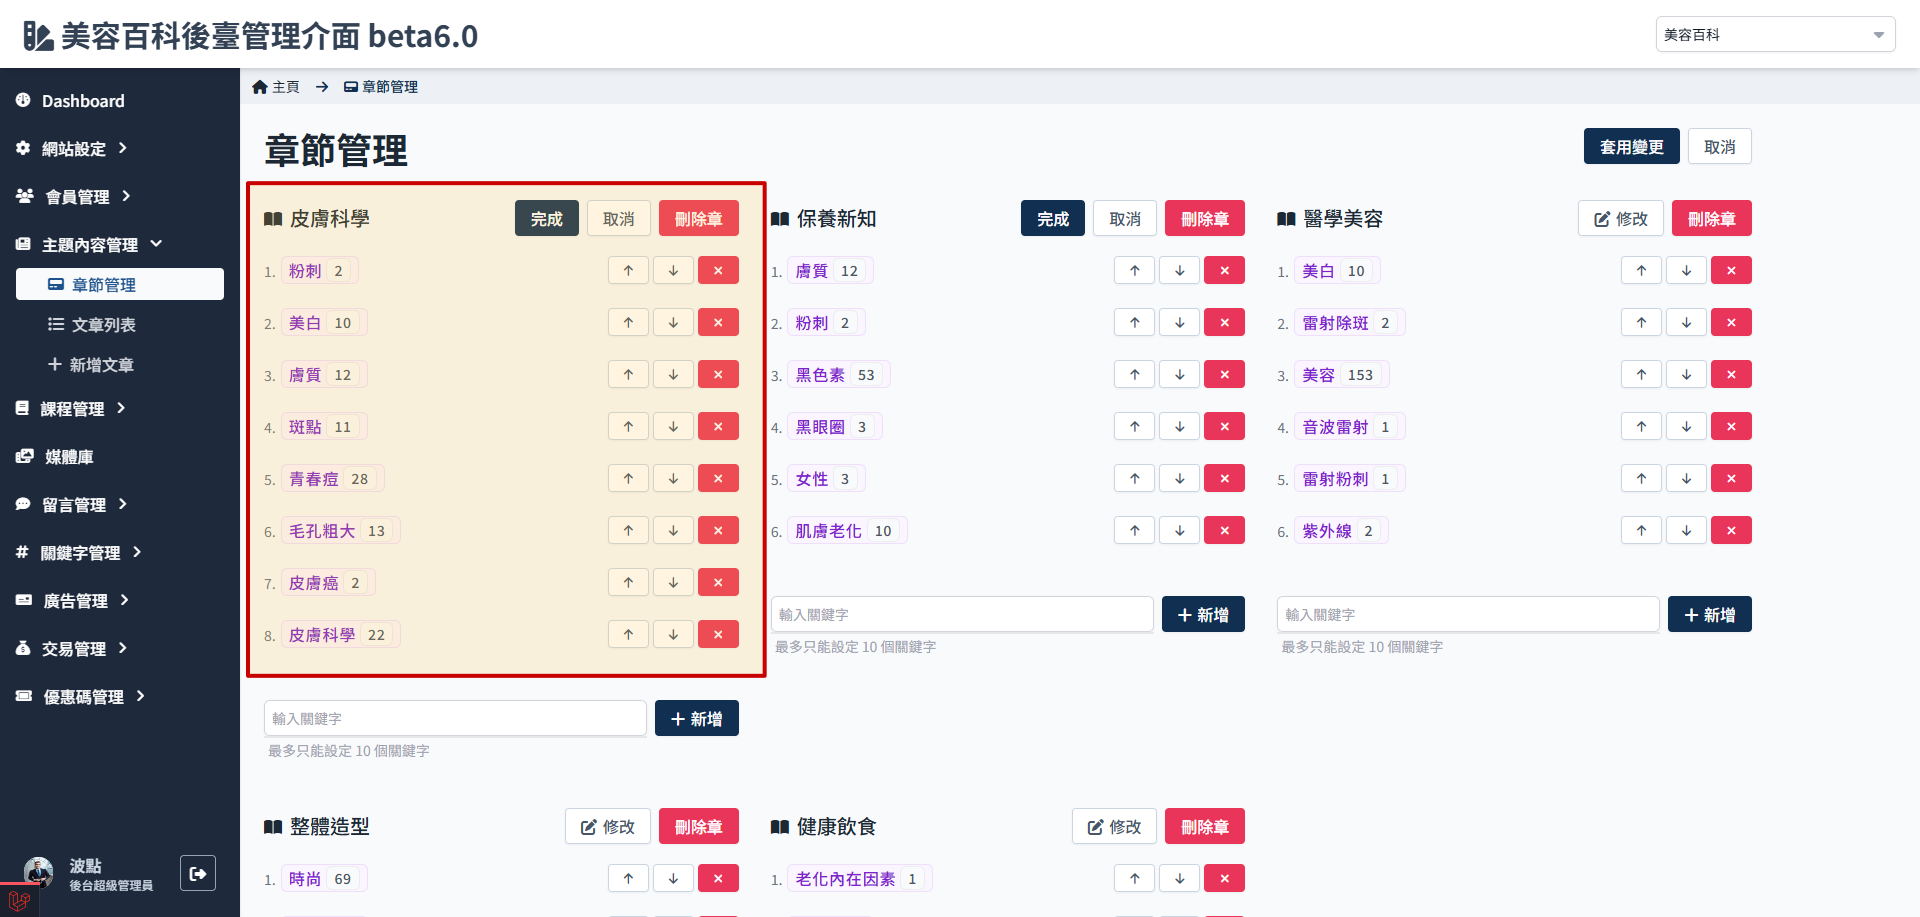 美容百科後臺管理介面 beta6.0
美容百科
Dashboard
網站設定
會員管理
主題內容管理
章節管理
文章列表
新增文章
課程管理
媒體庫
留言管理
關鍵字管理
廣告管理
交易管理
優惠碼管理
波點
後台超級管理員
主頁
章節管理
章節管理
套用變更 取消
皮膚科學 完成 取消 刪除章
1. 粉刺 2
2. 美白 10
3. 膚質 12
4. 斑點 11
5. 青春痘 28
6. 毛孔粗大 13
7. 皮膚癌 2
8. 皮膚科學 22
輸入關鍵字 新增
最多只能設定 10 個關鍵字
保養新知 完成 取消 刪除章
1. 膚質 12
2. 粉刺 2
3. 黑色素 53
4. 黑眼圈 3
5. 女性 3
6. 肌膚老化 10
輸入關鍵字 新增
最多只能設定 10 個關鍵字
醫學美容 修改 刪除章
1. 美白 10
2. 雷射除斑 2
3. 美容 153
4. 音波雷射 1
5. 雷射粉刺 1
6. 紫外線 2
輸入關鍵字 新增
最多只能設定 10 個關鍵字
整體造型 修改 刪除章
1. 時尚 69
健康飲食 修改 刪除章
1. 老化內在因素 1